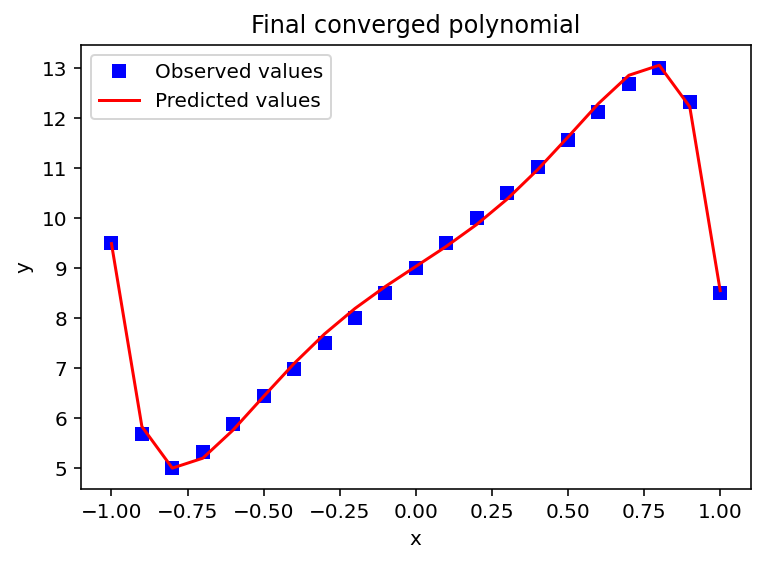 Final converged polynomial
Observed values
Predicted values
13
12
11
10
9
8
7
6
5
y
−1.00 −0.75 −0.50 −0.25 0.00 0.25 0.50 0.75 1.00
x